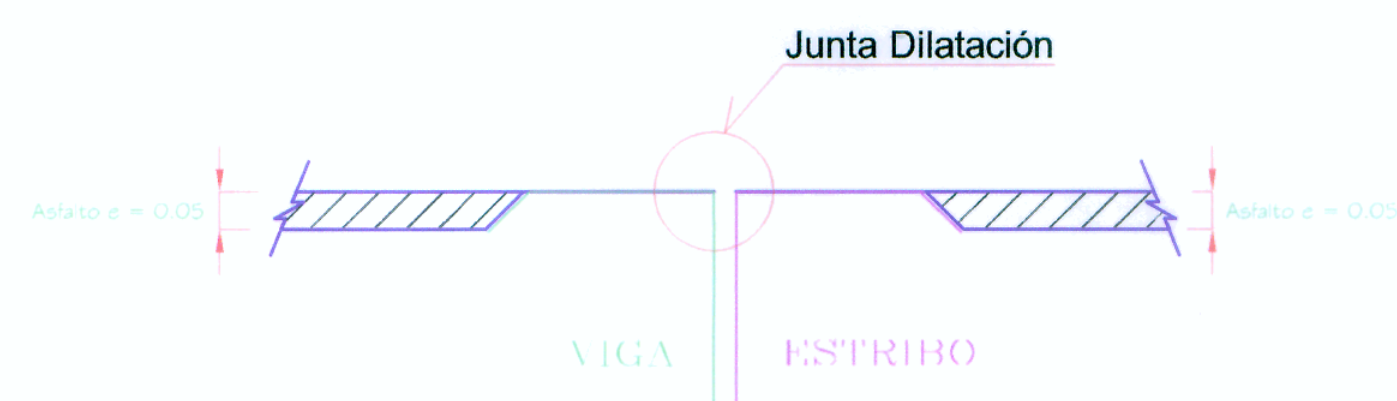 Junta Dilatación
Asfalto e = 0.05
Asfalto e = 0.05
VIGA
ESTRIBO